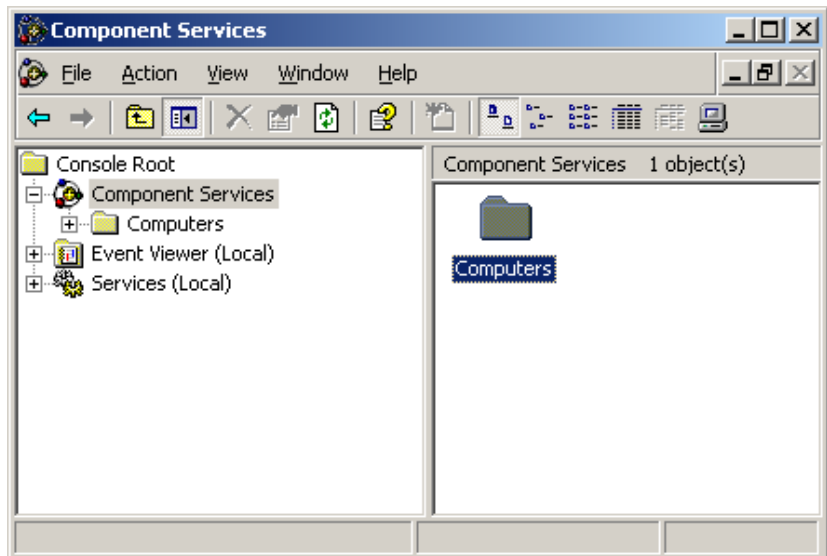 Component Services
File Action View Window Help
Console Root
Component Services
Computers
Event Viewer (Local)
Services (Local)
Component Services 1 object(s)
Computers